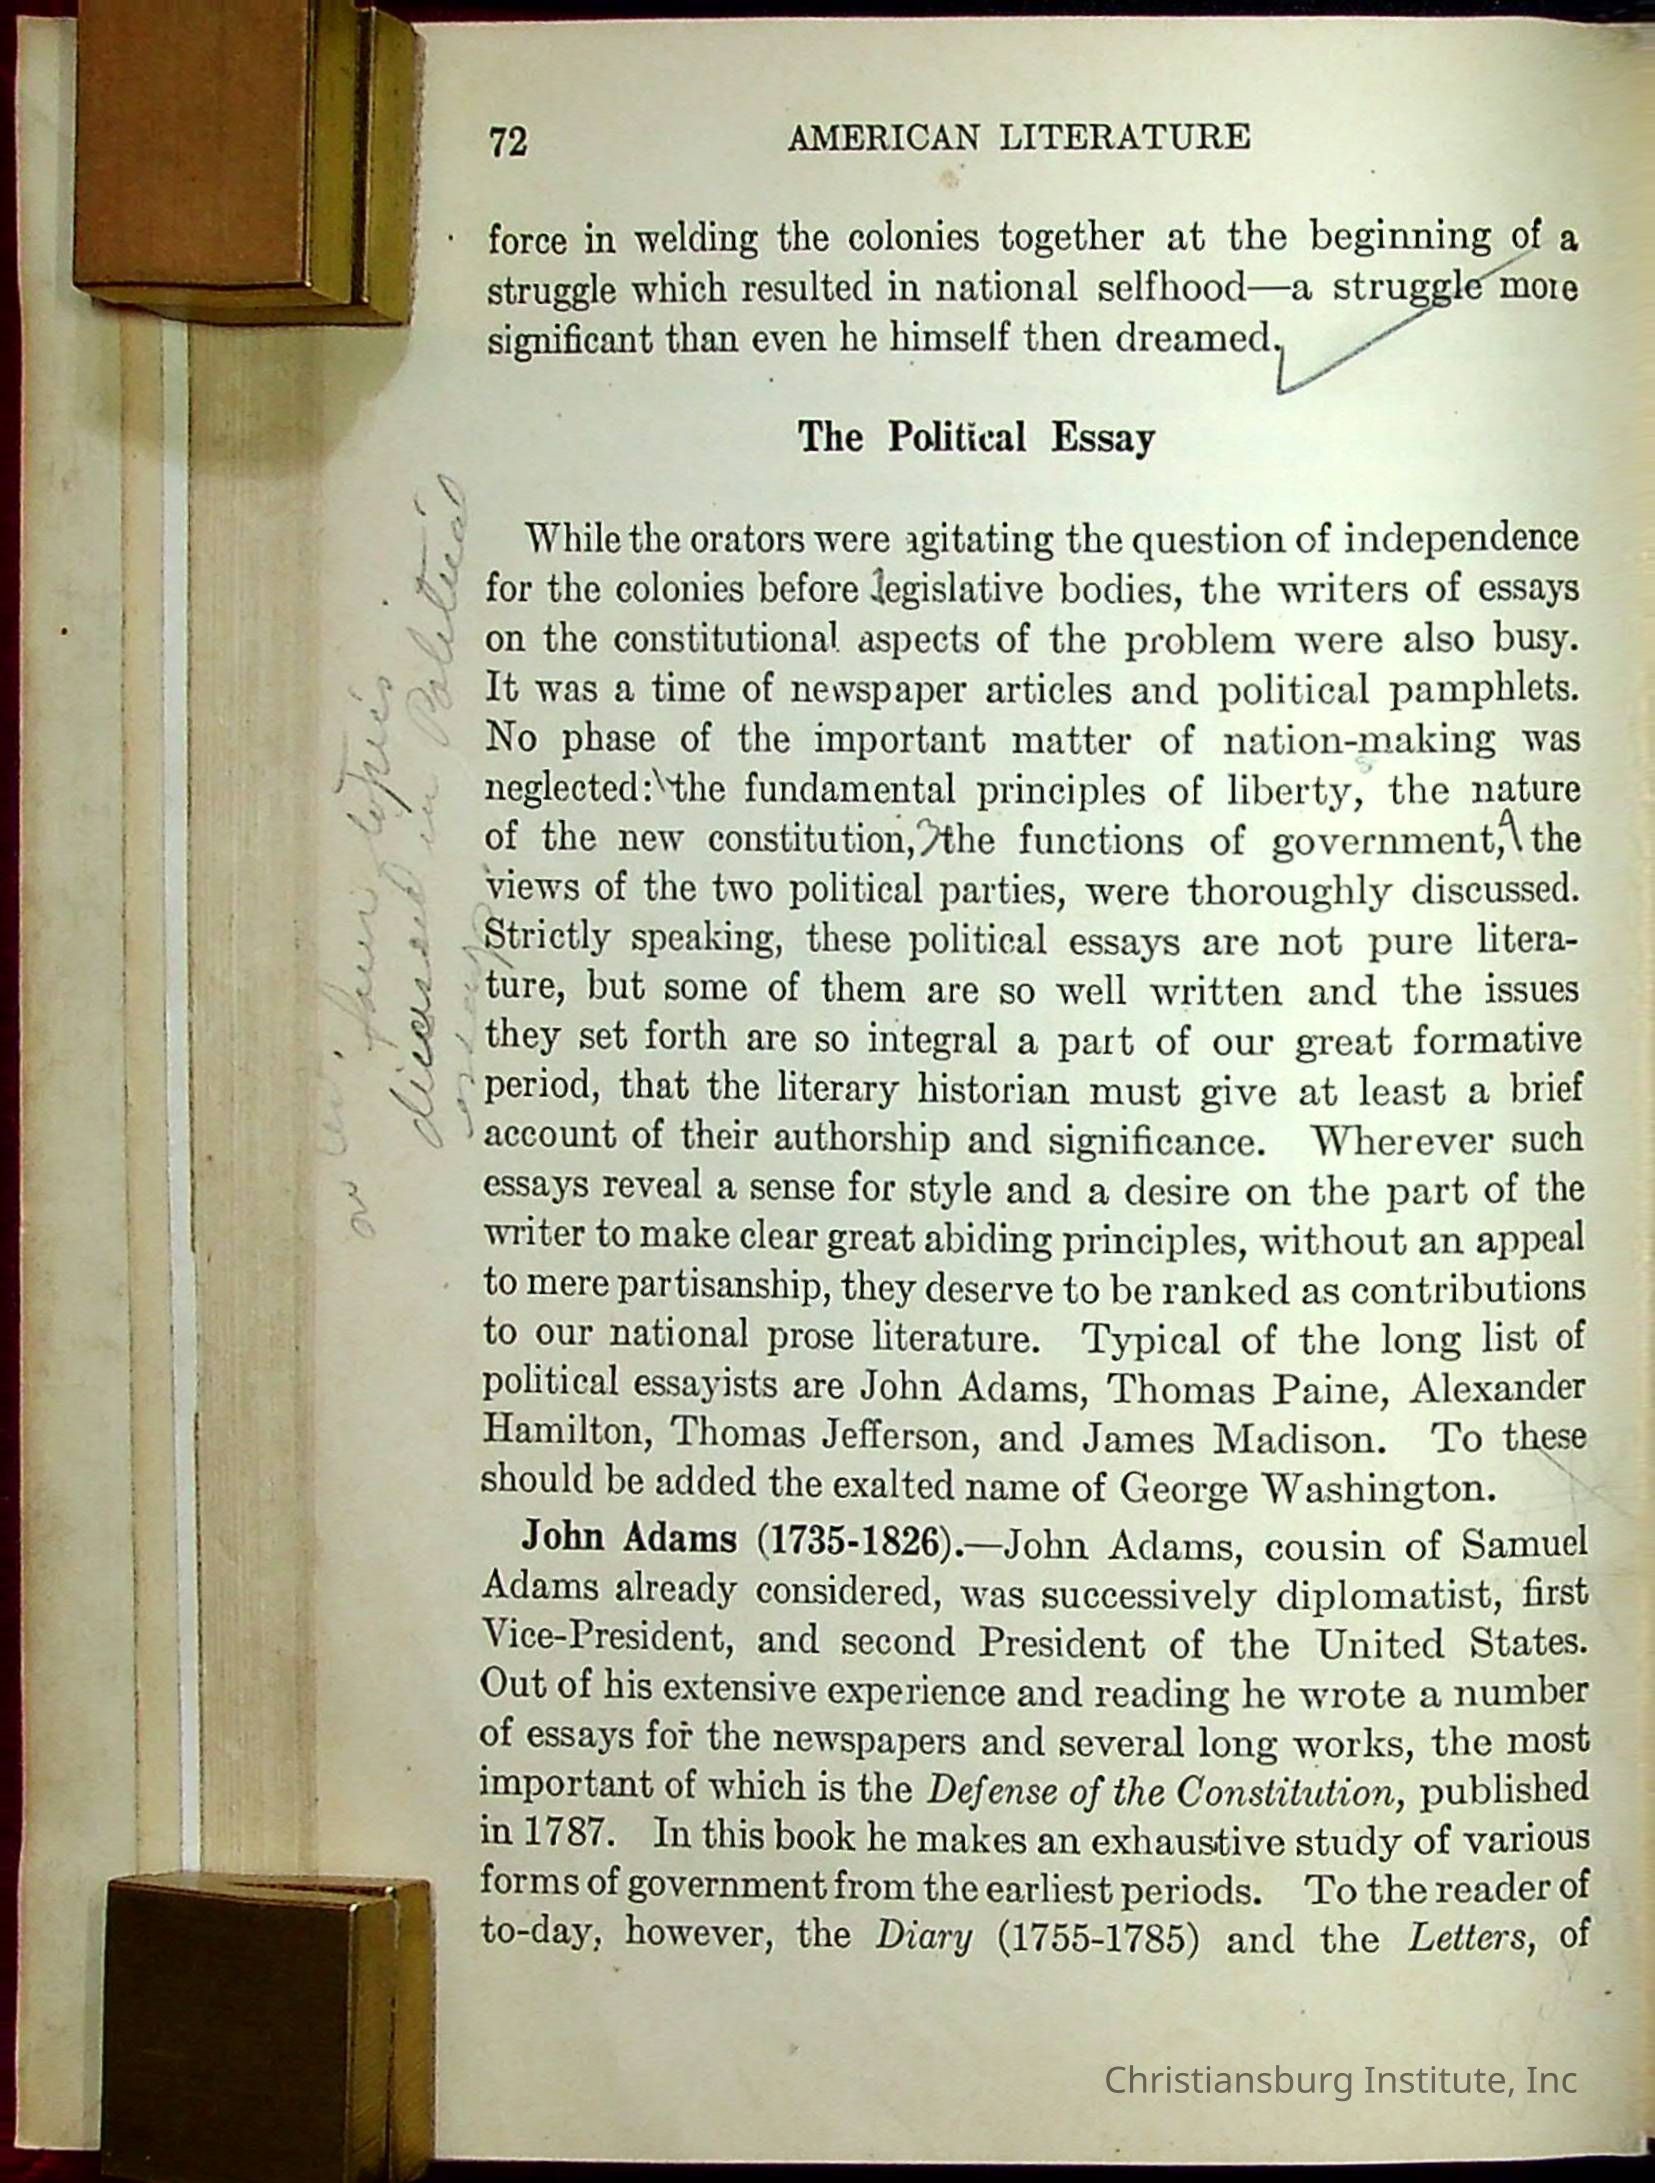 72 AMERICAN LITERATURE
force in welding the colonies together at the beginning of a
struggle which resulted in national selfhood—a struggle more
significant than even he himself then dreamed.
The Political Essay
While the orators were agitating the question of independence
for the colonies before legislative bodies, the writers of essays
on the constitutional aspects of the problem were also busy.
It was a time of newspaper articles and political pamphlets.
No phase of the important matter of nation-making was
neglected: the fundamental principles of liberty, the nature
of the new constitution, 3 the functions of government, 4 the
views of the two political parties, were thoroughly discussed.
Strictly speaking, these political essays are not pure litera-
ture, but some of them are so well written and the issues
they set forth are so integral a part of our great formative
period, that the literary historian must give at least a brief
account of their authorship and significance. Wherever such
essays reveal a sense for style and a desire on the part of the
writer to make clear great abiding principles, without an appeal
to mere partisanship, they deserve to be ranked as contributions
to our national prose literature. Typical of the long list of
political essayists are John Adams, Thomas Paine, Alexander
Hamilton, Thomas Jefferson, and James Madison. To these
should be added the exalted name of George Washington.
John Adams (1735-1826).—John Adams, cousin of Samuel
Adams already considered, was successively diplomatist, first
Vice-President, and second President of the United States.
Out of his extensive experience and reading he wrote a number
of essays for the newspapers and several long works, the most
important of which is the Defense of the Constitution, published
in 1787. In this book he makes an exhaustive study of various
forms of government from the earliest periods. To the reader of
to-day, however, the Diary (1755-1785) and the Letters, of
four topics
discussed in Political
essays
Christiansburg Institute, Inc